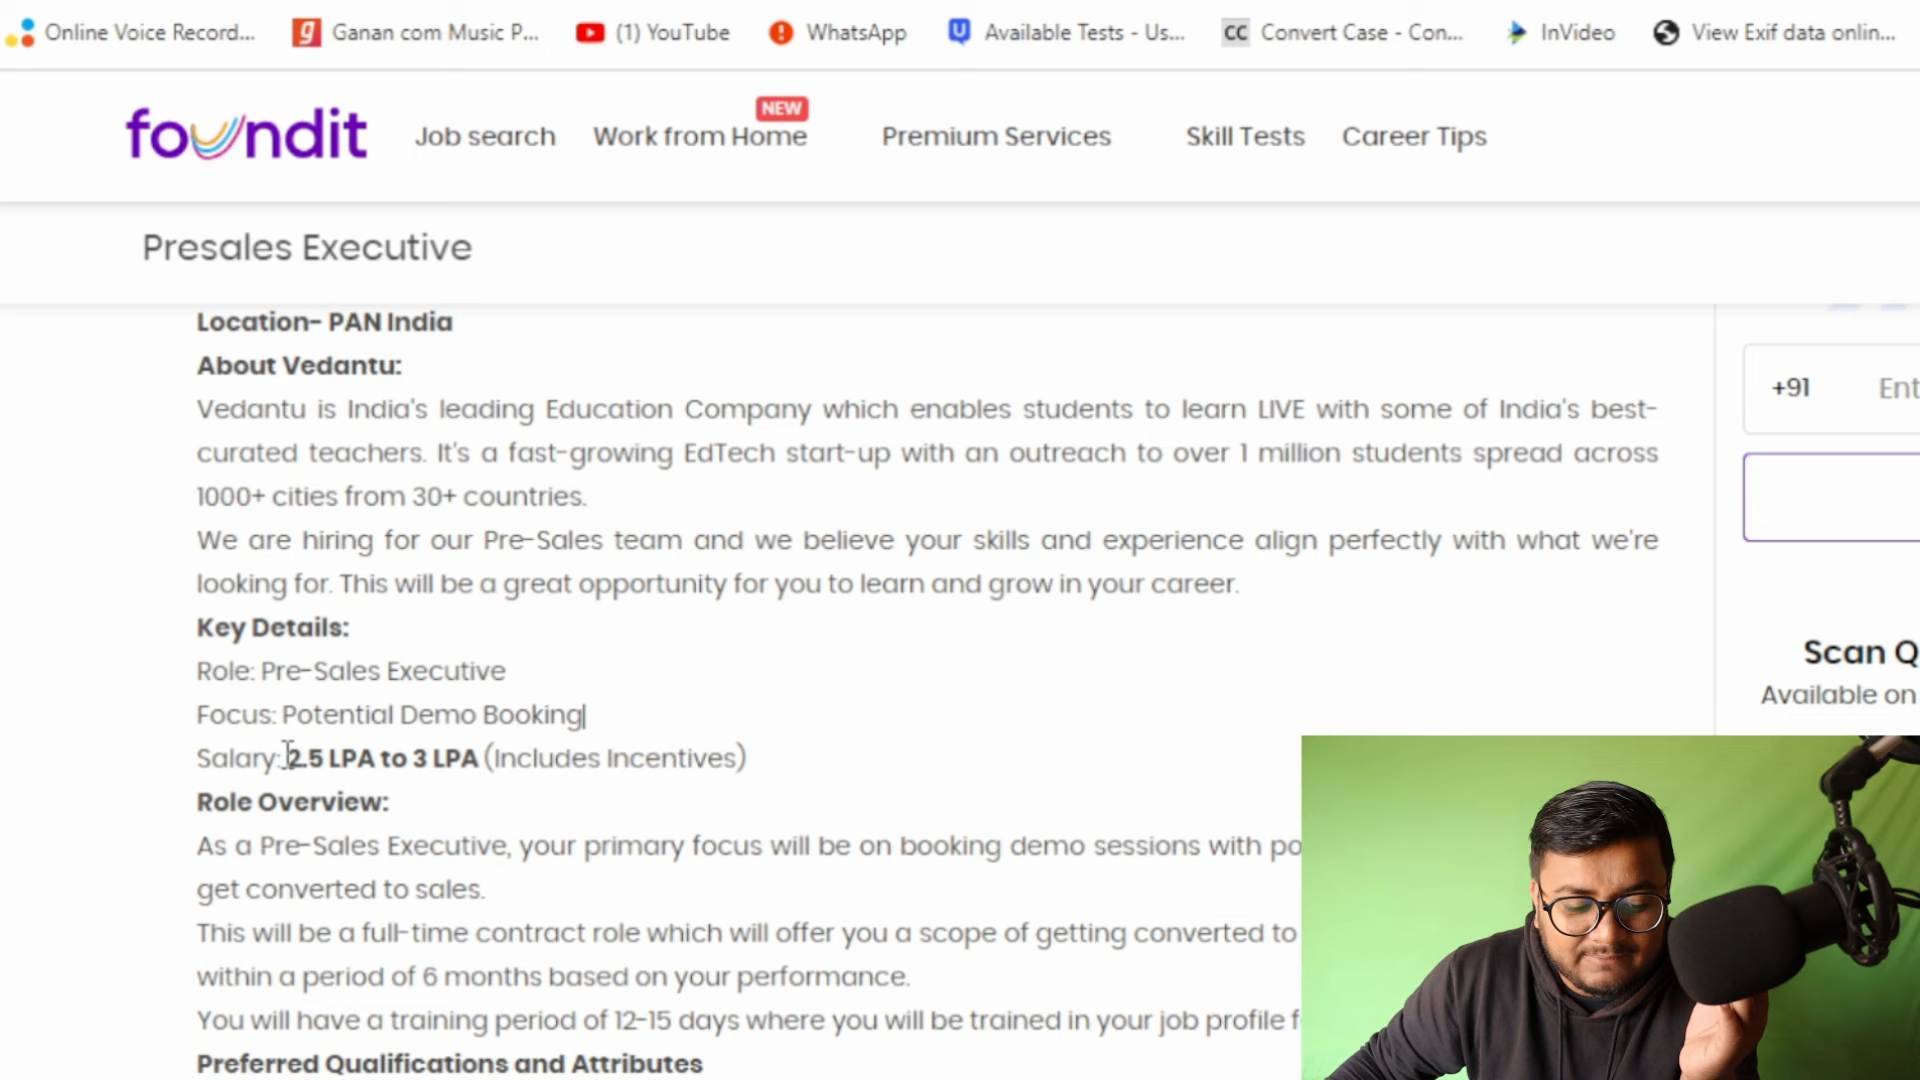 Online Voice Record...
Ganan com Music P...
(1) YouTube
WhatsApp
Available Tests - Us...
CC
Convert Case - Con...
InVideo
View Exif data onlin...
foundit
Job search
Work from Home
NEW
Premium Services
Skill Tests
Career Tips
Presales Executive
Location- PAN India
About Vedantu:
Vedantu is India's leading Education Company which enables students to learn LIVE with some of India's best-
curated teachers. It's a fast-growing EdTech start-up with an outreach to over 1 million students spread across
1000+ cities from 30+ countries.
We are hiring for our Pre-Sales team and we believe your skills and experience align perfectly with what we're
looking for. This will be a great opportunity for you to learn and grow in your career.
Key Details:
Role: Pre-Sales Executive
Focus: Potential Demo Booking
Salary: 2.5 LPA to 3 LPA (Includes Incentives)
Role Overview:
As a Pre-Sales Executive, your primary focus will be on booking demo sessions with po
get converted to sales.
This will be a full-time contract role which will offer you a scope of getting converted to
within a period of 6 months based on your performance.
You will have a training period of 12-15 days where you will be trained in your job profile f
Preferred Qualifications and Attributes
+91
Ent
Scan Q
Available on